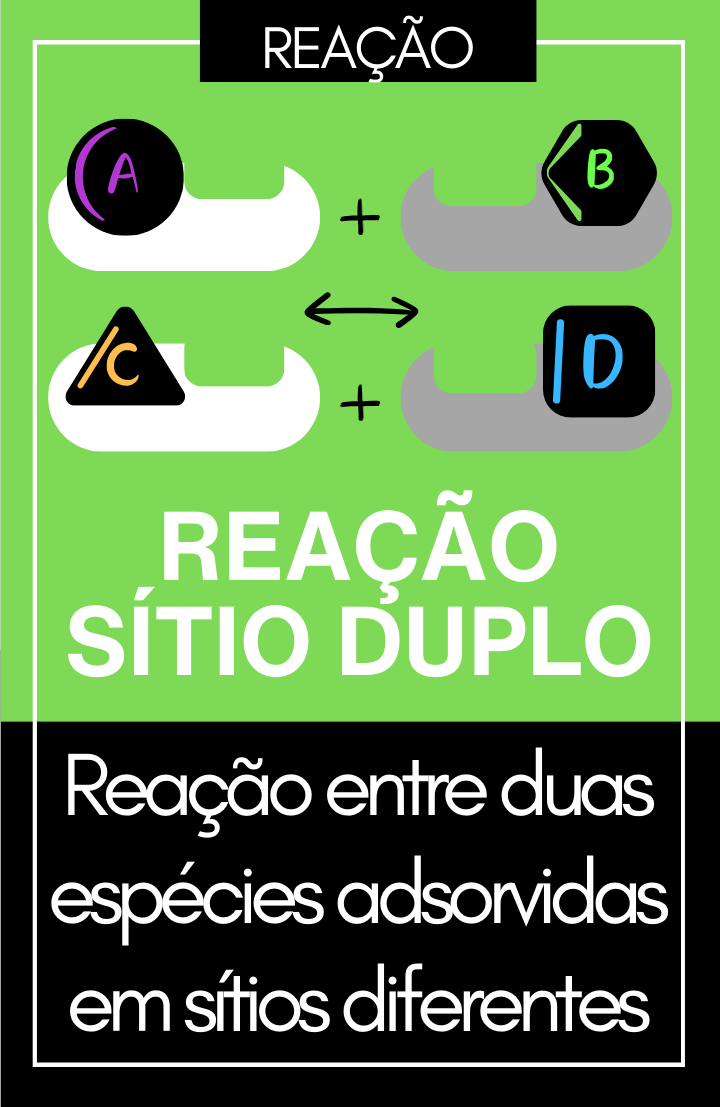 REAÇÃO
A + B
C + D
REAÇÃO
SÍTIO DUPLO
Reação entre duas
espécies adsorvidas
em sítios diferentes